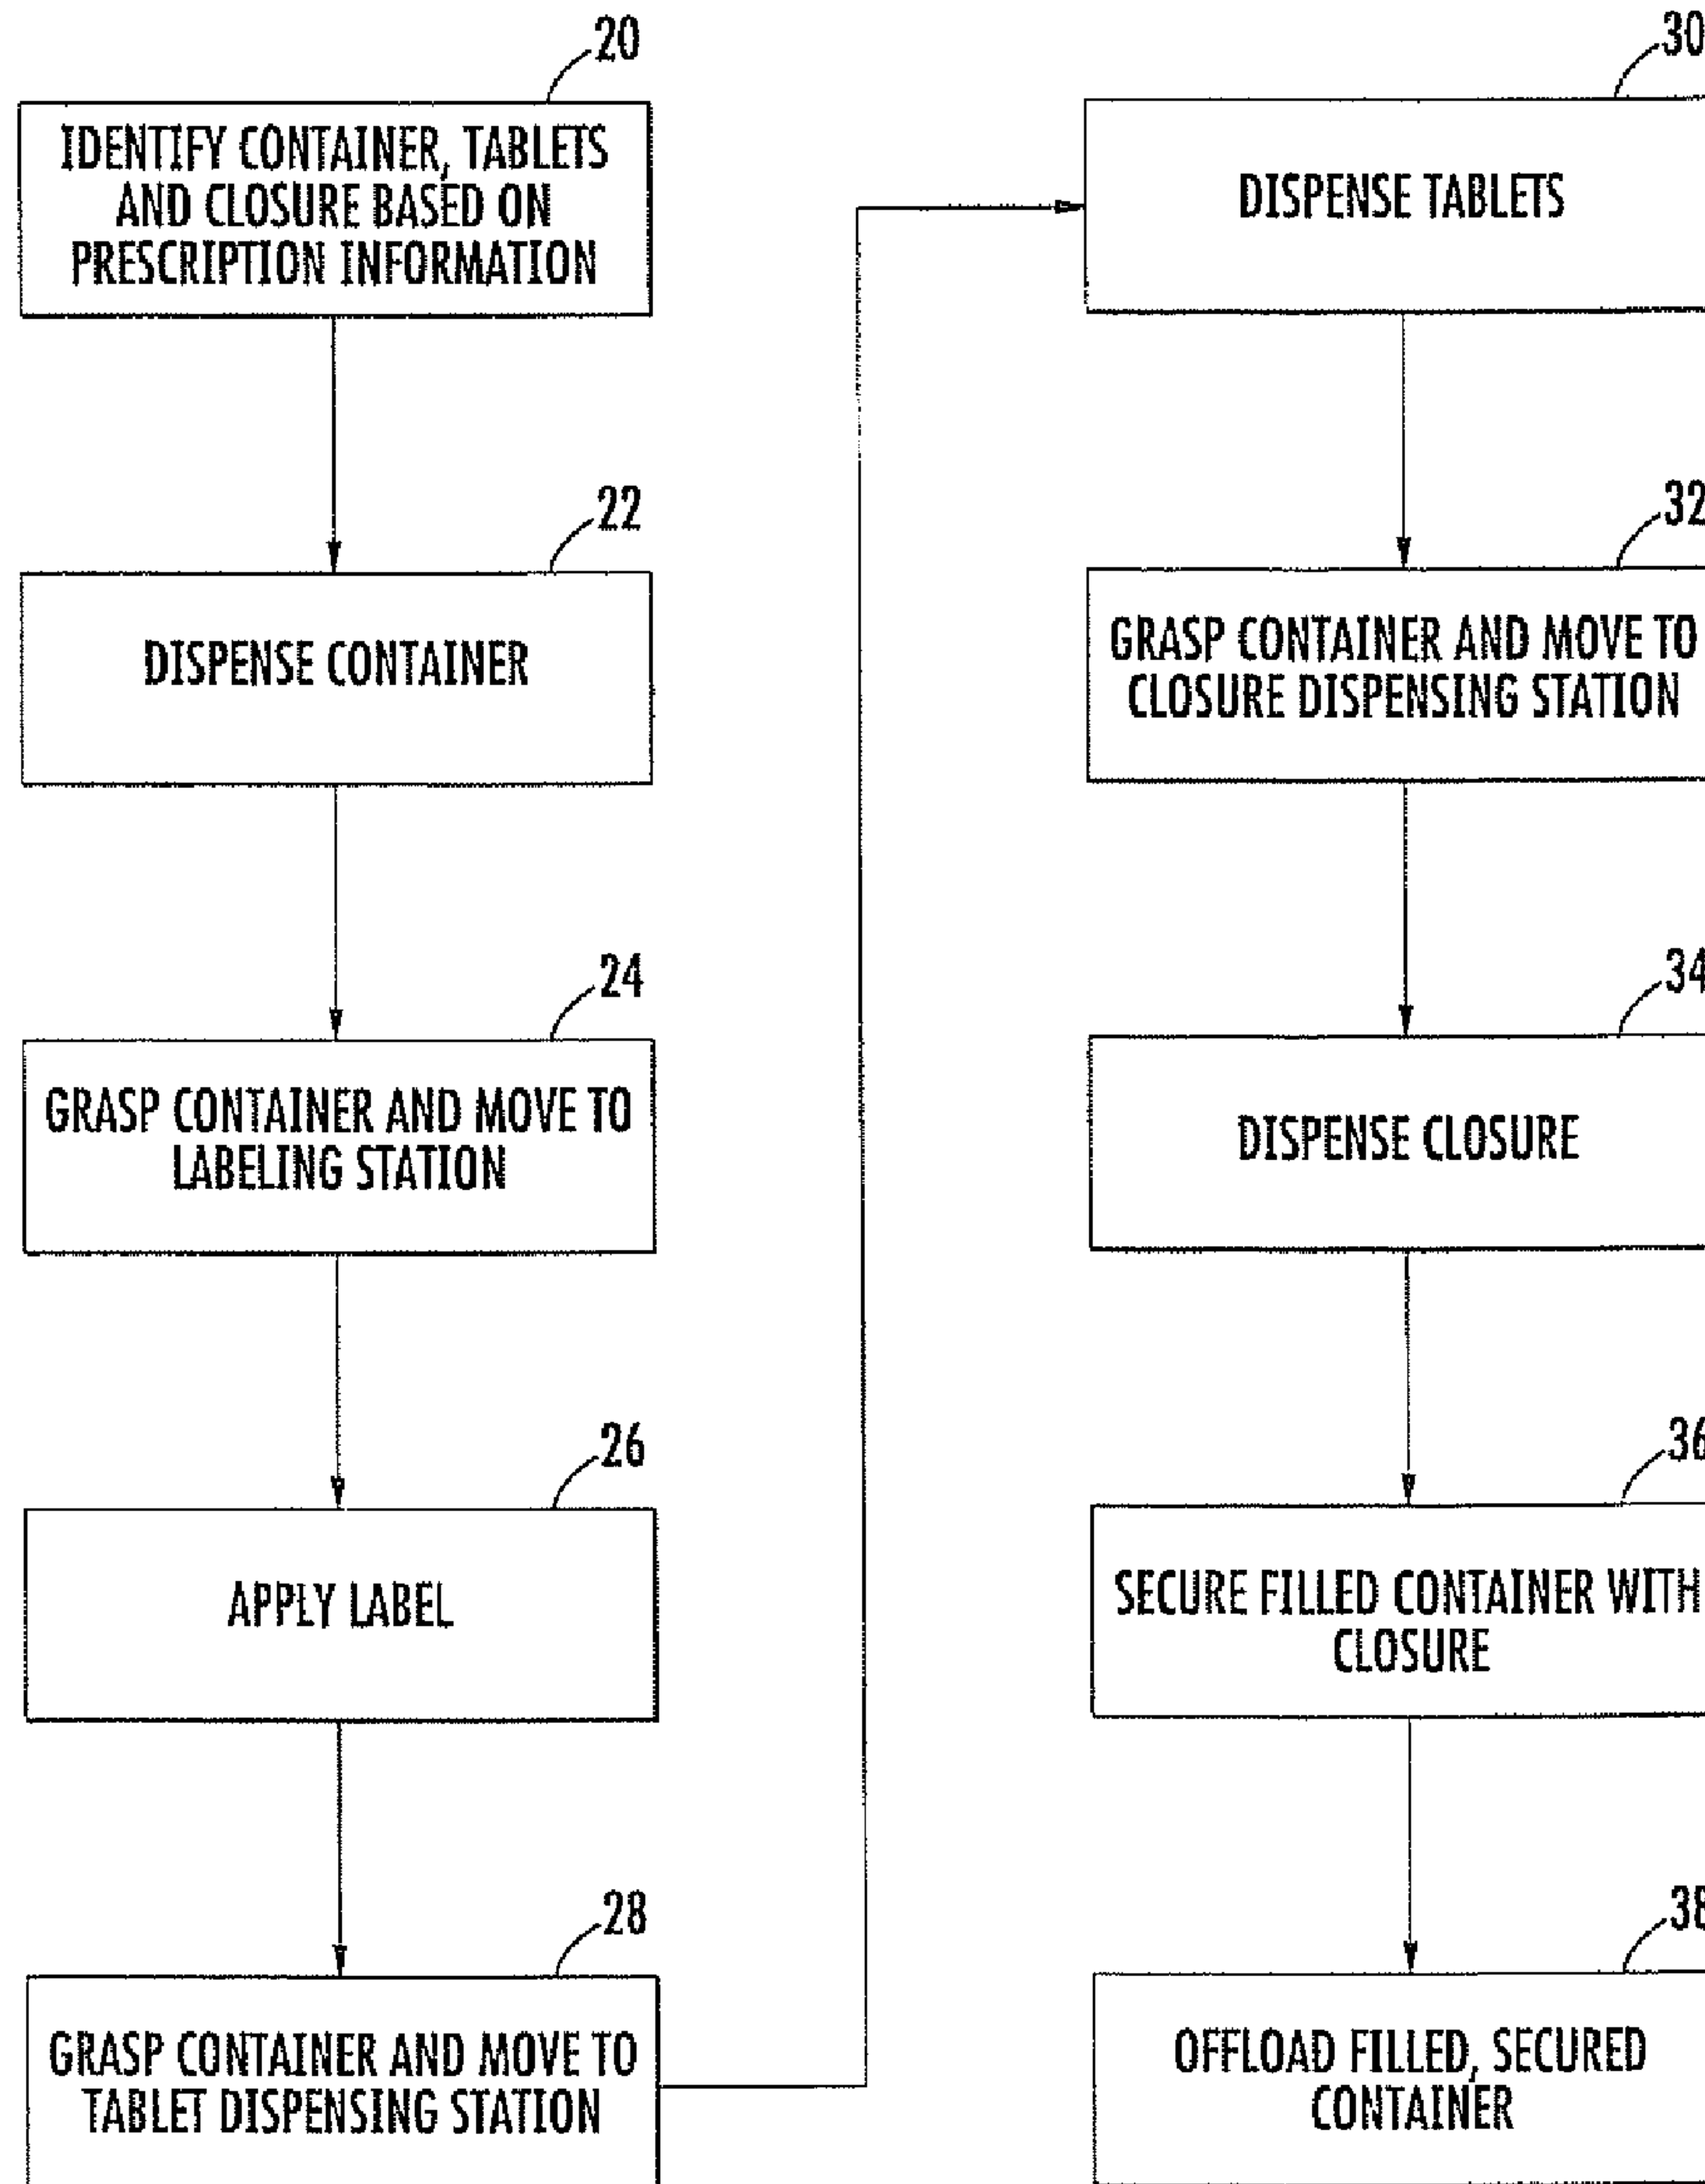 20
IDENTIFY CONTAINER, TABLETS
AND CLOSURE BASED ON
PRESCRIPTION INFORMATION
22
DISPENSE CONTAINER
24
GRASP CONTAINER AND MOVE TO
LABELING STATION
26
APPLY LABEL
28
GRASP CONTAINER AND MOVE TO
TABLET DISPENSING STATION
30
DISPENSE TABLETS
32
GRASP CONTAINER AND MOVE TO
CLOSURE DISPENSING STATION
34
DISPENSE CLOSURE
36
SECURE FILLED CONTAINER WITH
CLOSURE
38
OFFLOAD FILLED, SECURED
CONTAINER